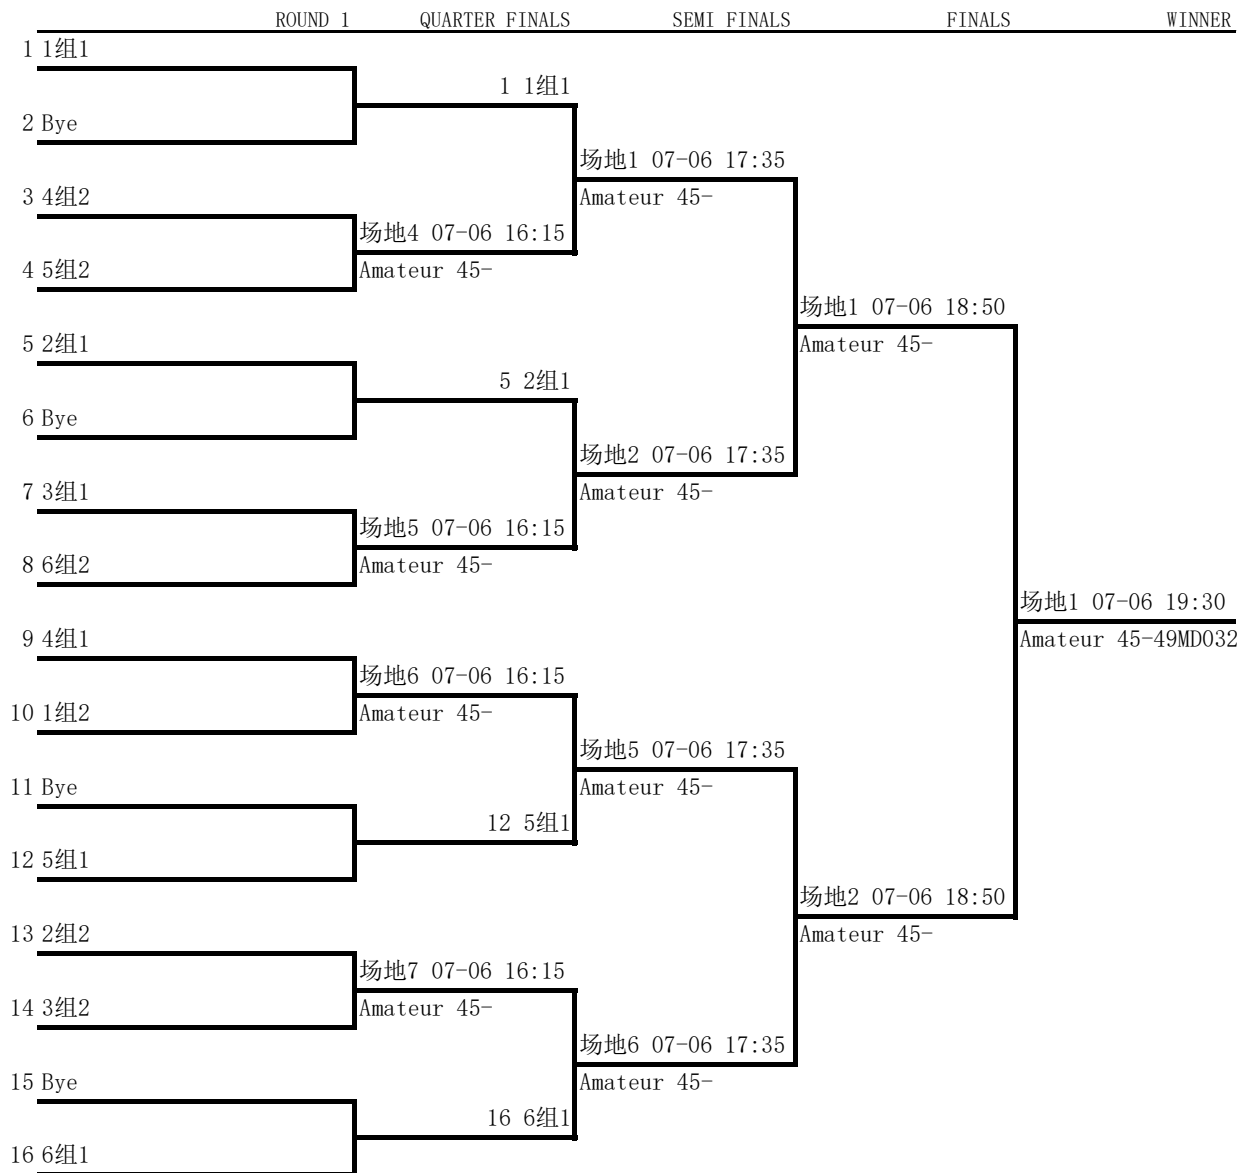 ROUND 1 QUARTER FINALS SEMI FINALS FINALS WINNER
1 1组1
1 1组1
2 Bye
场地1 07-06 17:35
3 4组2
Amateur 45-
场地4 07-06 16:15
4 5组2
Amateur 45-
场地1 07-06 18:50
5 2组1
Amateur 45-
5 2组1
6 Bye
场地2 07-06 17:35
7 3组1
Amateur 45-
场地5 07-06 16:15
8 6组2
Amateur 45-
场地1 07-06 19:30
9 4组1
Amateur 45-49MD032
场地6 07-06 16:15
10 1组2
Amateur 45-
场地5 07-06 17:35
11 Bye
Amateur 45-
12 5组1
12 5组1
场地2 07-06 18:50
13 2组2
Amateur 45-
场地7 07-06 16:15
14 3组2
Amateur 45-
场地6 07-06 17:35
15 Bye
Amateur 45-
16 6组1
16 6组1